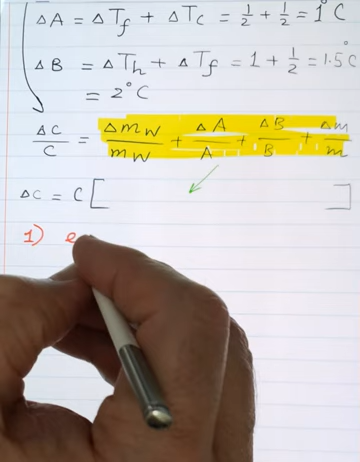 ΔA = ΔT_f + ΔT_c = 1/2 + 1/2 = 1°C
ΔB = ΔT_h + ΔT_f = 1 + 1/2 = 1.5°C
= 2°C
ΔC/C = Δm_w/m_w + ΔA/A + ΔB/B + Δm/m
ΔC = C [ ]
1) e